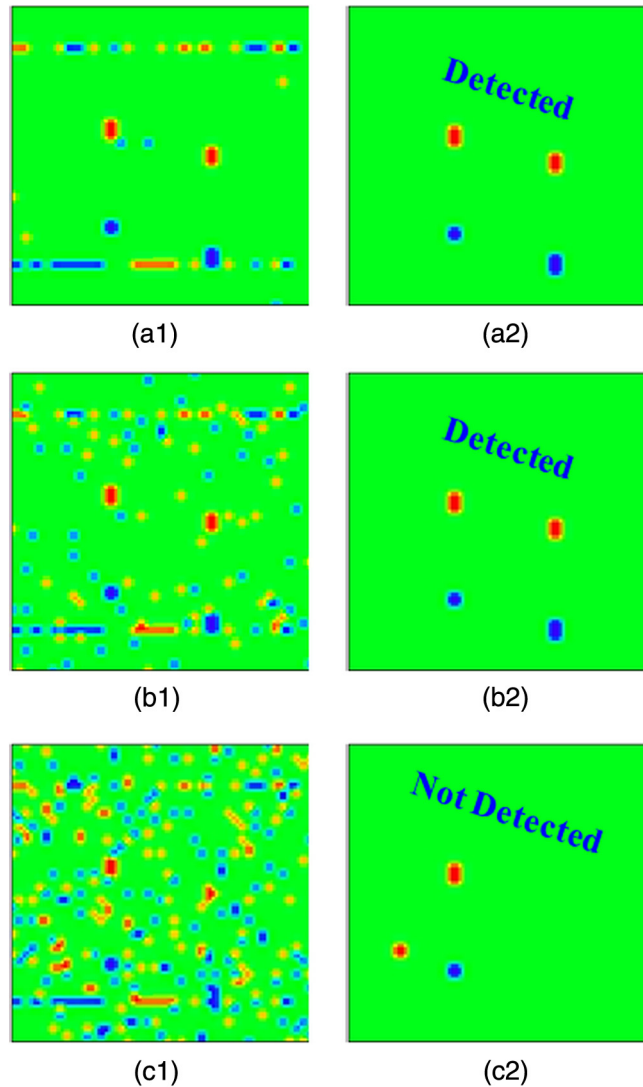 Detected
(a1) (a2)
Detected
(b1) (b2)
Not Detected
(c1) (c2)